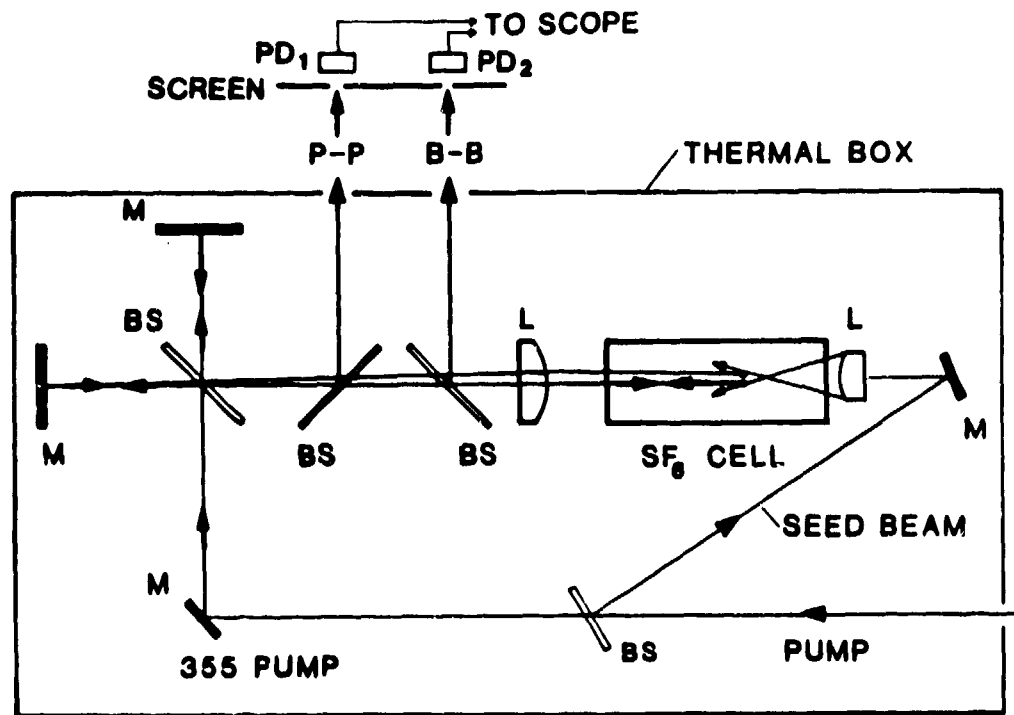 TO SCOPE
PD1 PD2
SCREEN
P-P B-B
THERMAL BOX
M
BS
L L
M BS BS SF6 CELL M
SEED BEAM
M
355 PUMP BS PUMP